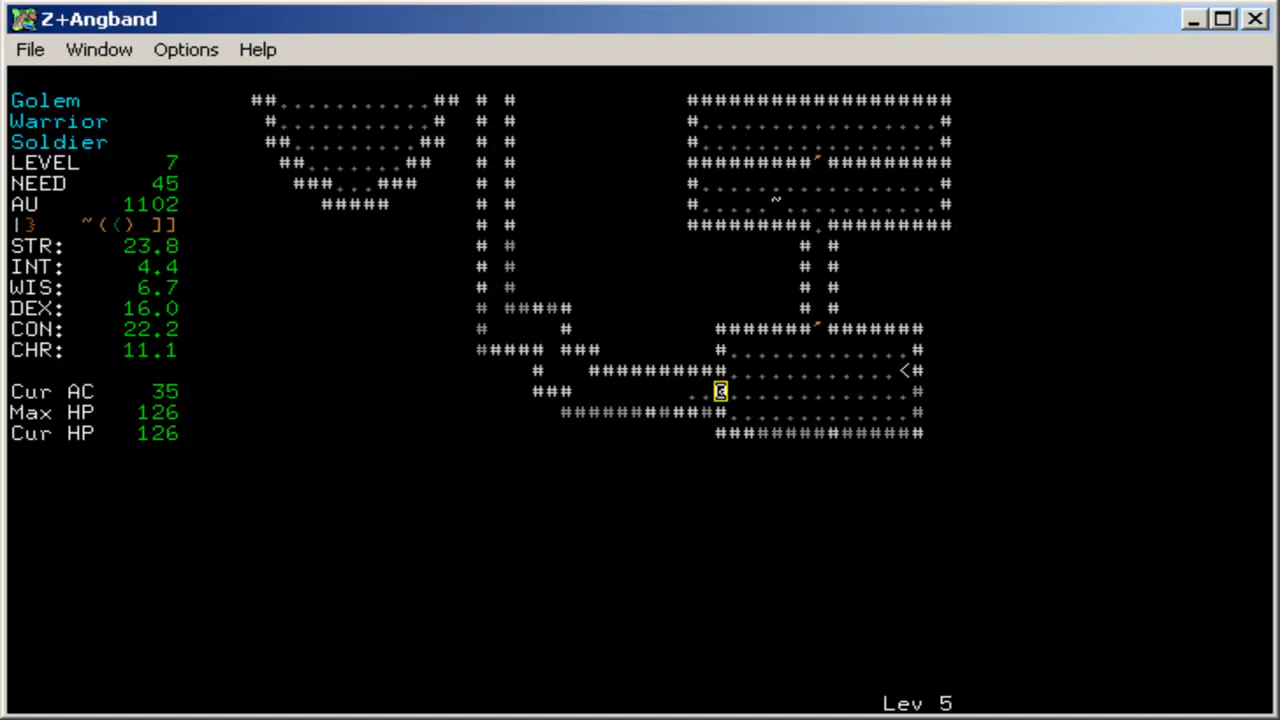 Z+Angband
File Window Options Help
Golem
Warrior
Soldier
LEVEL 7
NEED 45
AU 1102
|} ~(() ]]
STR: 23.8
INT: 4.4
WIS: 6.7
DEX: 16.0
CON: 22.2
CHR: 11.1
Cur AC 35
Max HP 126
Cur HP 126
Lev 5